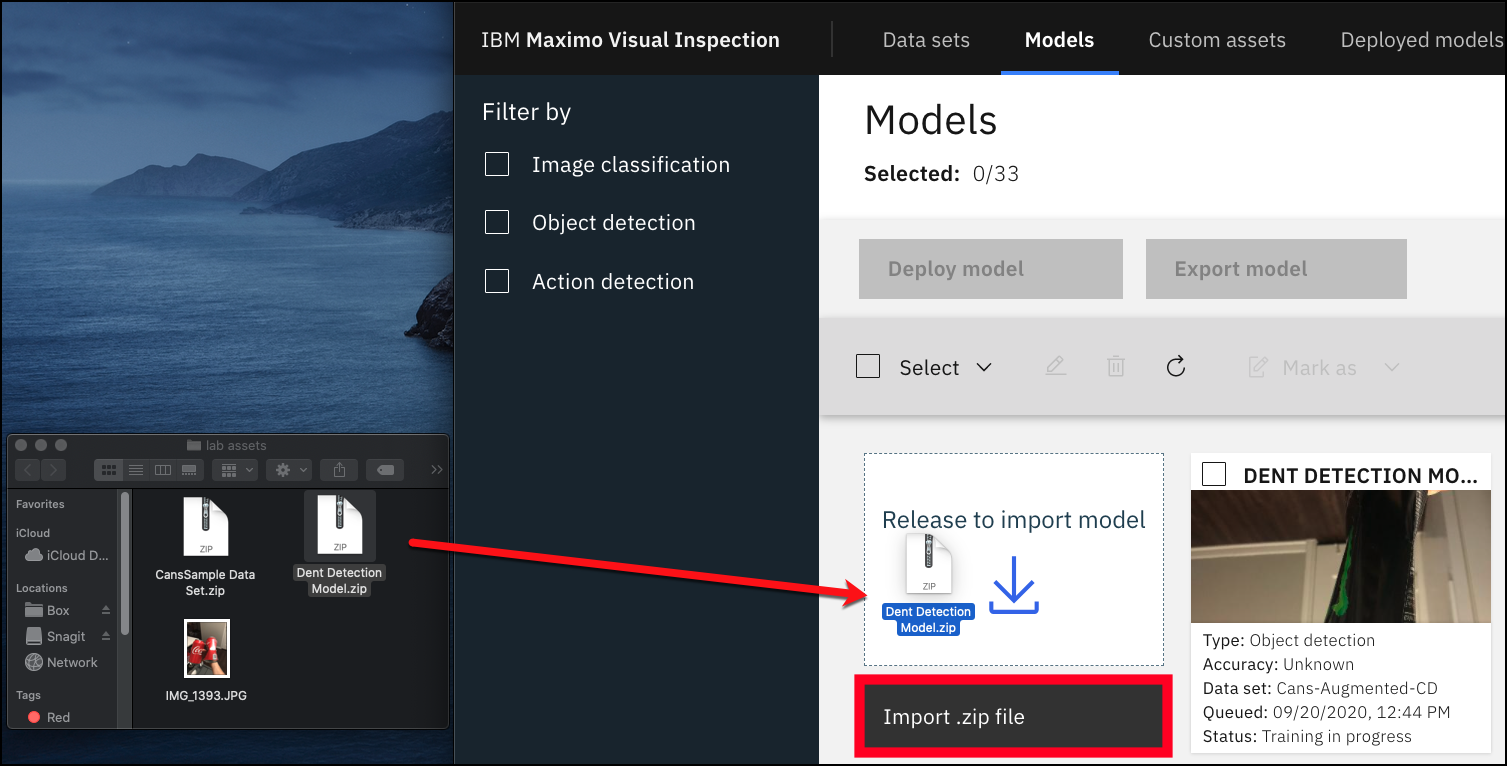 IBM Maximo Visual Inspection
Data sets
Models
Custom assets
Deployed models
Filter by
Image classification
Object detection
Action detection
Models
Selected: 0/33
Deploy model
Export model
Select
Mark as
lab assets
Favorites
iCloud
iCloud D...
Locations
Box
Snagit
Network
Tags
Red
ZIP
CansSample Data
Set.zip
ZIP
Dent Detection
Model.zip
IMG_1393.JPG
Release to import model
ZIP
Dent Detection
Model.zip
Import .zip file
DENT DETECTION MO...
Type: Object detection
Accuracy: Unknown
Data set: Cans-Augmented-CD
Queued: 09/20/2020, 12:44 PM
Status: Training in progress